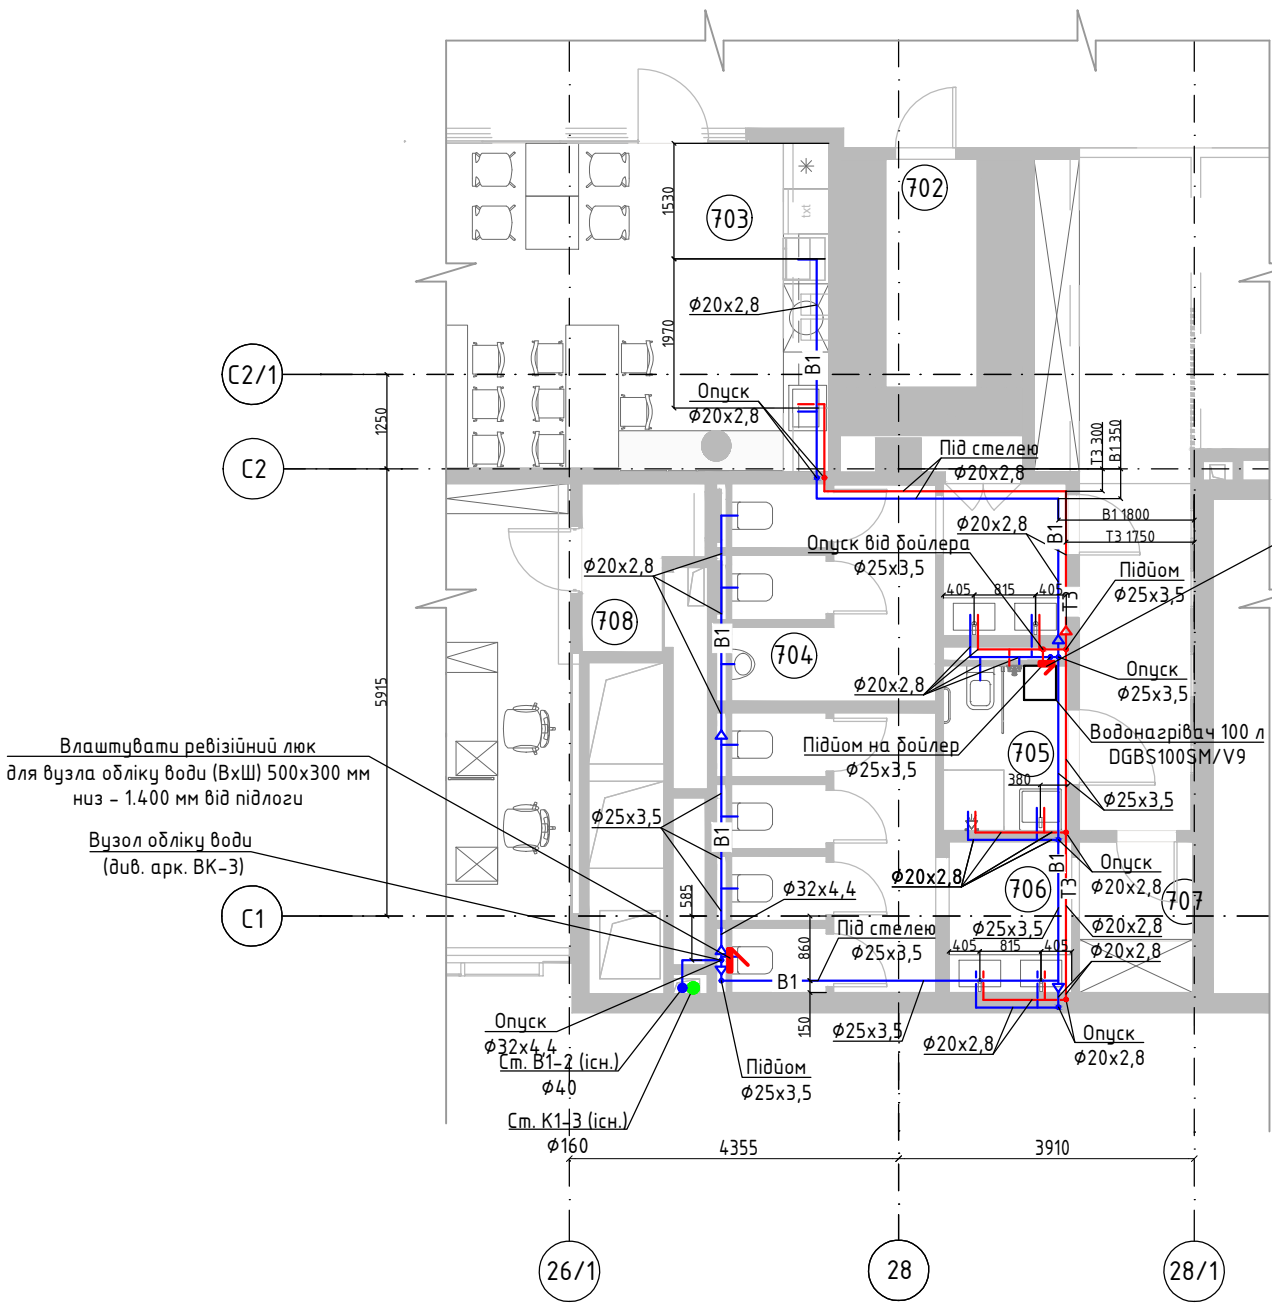 702
703
1530
txt
1970
Ф20х2,8
В1
С2/1
Опуск
Ф20х2,8
1250
С2
Під стелею
Ф20х2,8
Т3 300
В1 350
В1 1800
Т3 1750
Ф20х2,8
В1
Опуск від бойлера
Ф25х3,5
Підйом
Ф25х3,5
405
815
405
Т3
Ф20х2,8
708
В1
704
Ф20х2,8
Опуск
Ф25х3,5
5915
Влаштувати ревізійний люк
для вузла обліку води (ВхШ) 500х300 мм
низ - 1.400 мм від підлоги
Підйом на бойлер
Ф25х3,5
705
Водонагрівач 100 л
DGBS100SM/V9
380
Ф25х3,5
Ф25х3,5
В1
Вузол обліку води
(див. арк. ВК-3)
Ф20х2,8
В1
Т3
Опуск
Ф20х2,8
706
707
585
Ф32х4,4
С1
Під стелею
Ф25х3,5
860
Ф25х3,5
Ф20х2,8
Ф20х2,8
405
815
405
В1
150
Опуск
Ф32х4,4
Ф25х3,5
Ф20х2,8
Опуск
Ф20х2,8
Ст. В1-2 (існ.)
Ф40
Підйом
Ф25х3,5
Ст. К1-3 (існ.)
Ф160
4355
3910
26/1
28
28/1